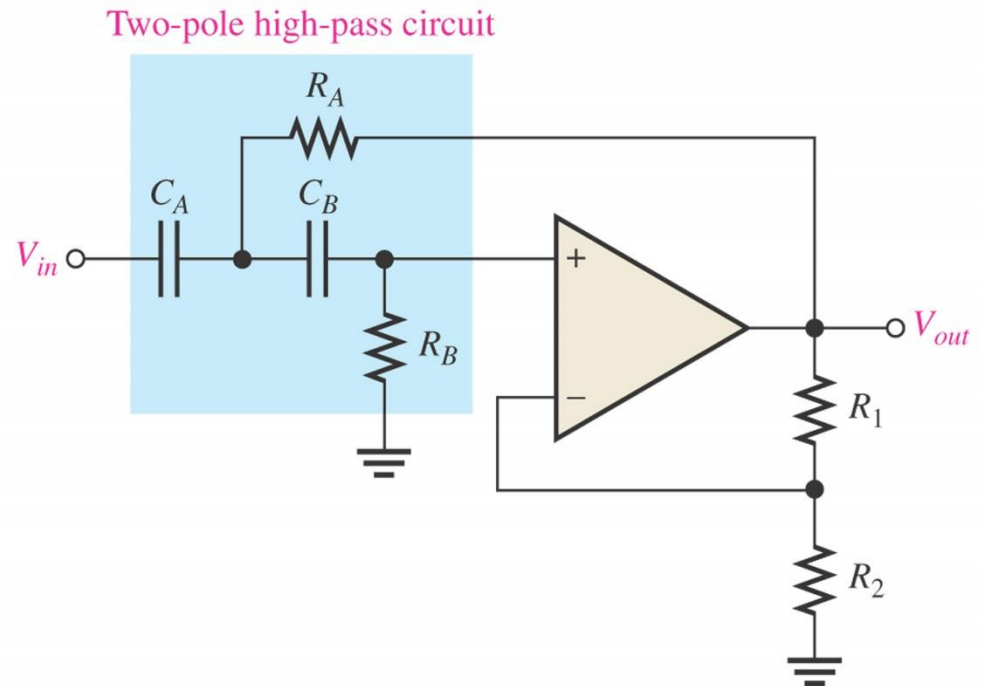 Two-pole high-pass circuit
R_A
C_A
C_B
V_in
+
R_B
V_out
−
R_1
R_2